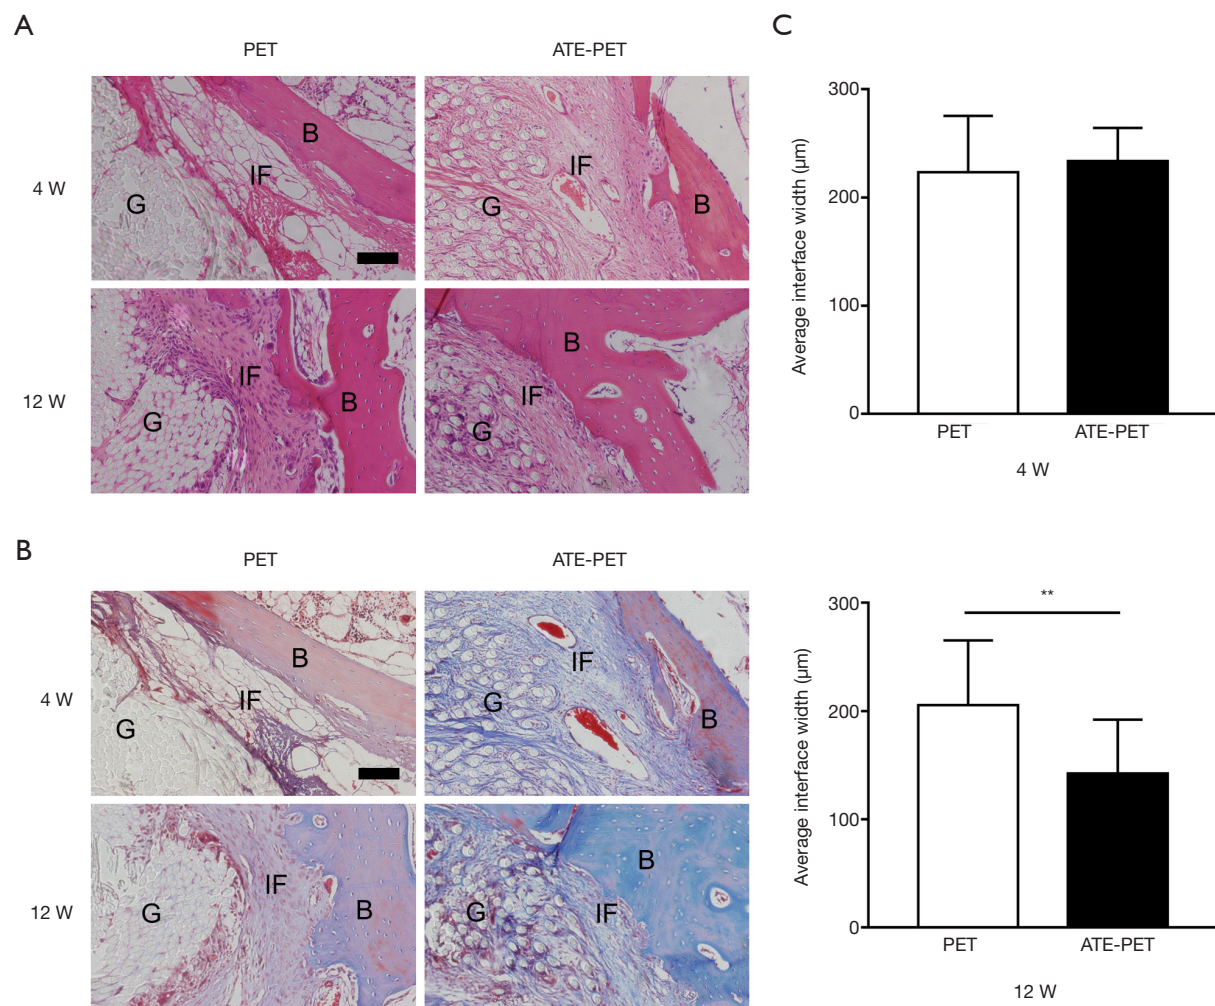 A
PET
ATE-PET
4 W
B
IF
G
IF
G
B
12 W
IF
B
G
B
IF
G
B
PET
ATE-PET
4 W
B
IF
G
IF
G
B
12 W
IF
G
B
B
IF
G
C
300
200
100
0
Average interface width (µm)
PET
ATE-PET
4 W
300
200
100
0
Average interface width (µm)
**
PET
ATE-PET
12 W